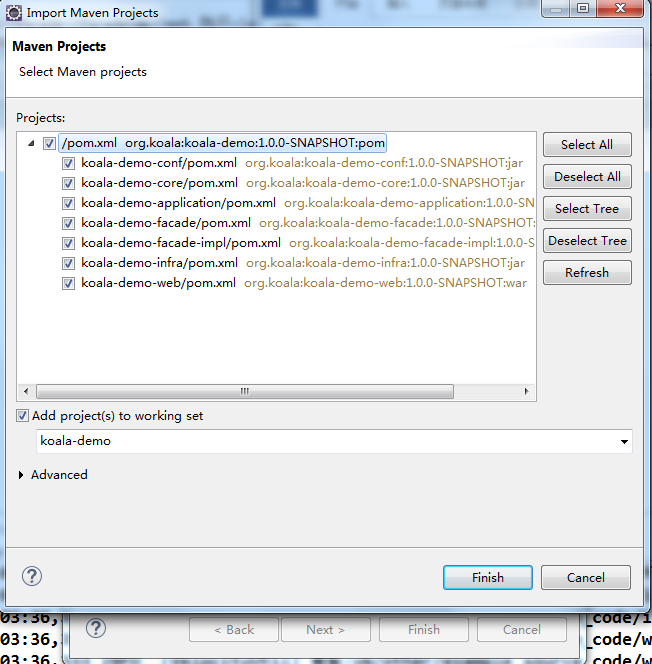 Import Maven Projects
Maven Projects
Select Maven projects
Projects:
/pom.xml org.koala:koala-demo:1.0.0-SNAPSHOT:pom
koala-demo-conf/pom.xml org.koala:koala-demo-conf:1.0.0-SNAPSHOT:jar
koala-demo-core/pom.xml org.koala:koala-demo-core:1.0.0-SNAPSHOT:jar
koala-demo-application/pom.xml org.koala:koala-demo-application:1.0.0-SN
koala-demo-facade/pom.xml org.koala:koala-demo-facade:1.0.0-SNAPSHOT:
koala-demo-facade-impl/pom.xml org.koala:koala-demo-facade-impl:1.0.0-S
koala-demo-infra/pom.xml org.koala:koala-demo-infra:1.0.0-SNAPSHOT:jar
koala-demo-web/pom.xml org.koala:koala-demo-web:1.0.0-SNAPSHOT:war
Select All
Deselect All
Select Tree
Deselect Tree
Refresh
Add project(s) to working set
koala-demo
Advanced
?
Finish
Cancel
03:36,
_code/i
?
< Back
Next >
Finish
Cancel
03:36,
_code/w
03:36,
_code/w